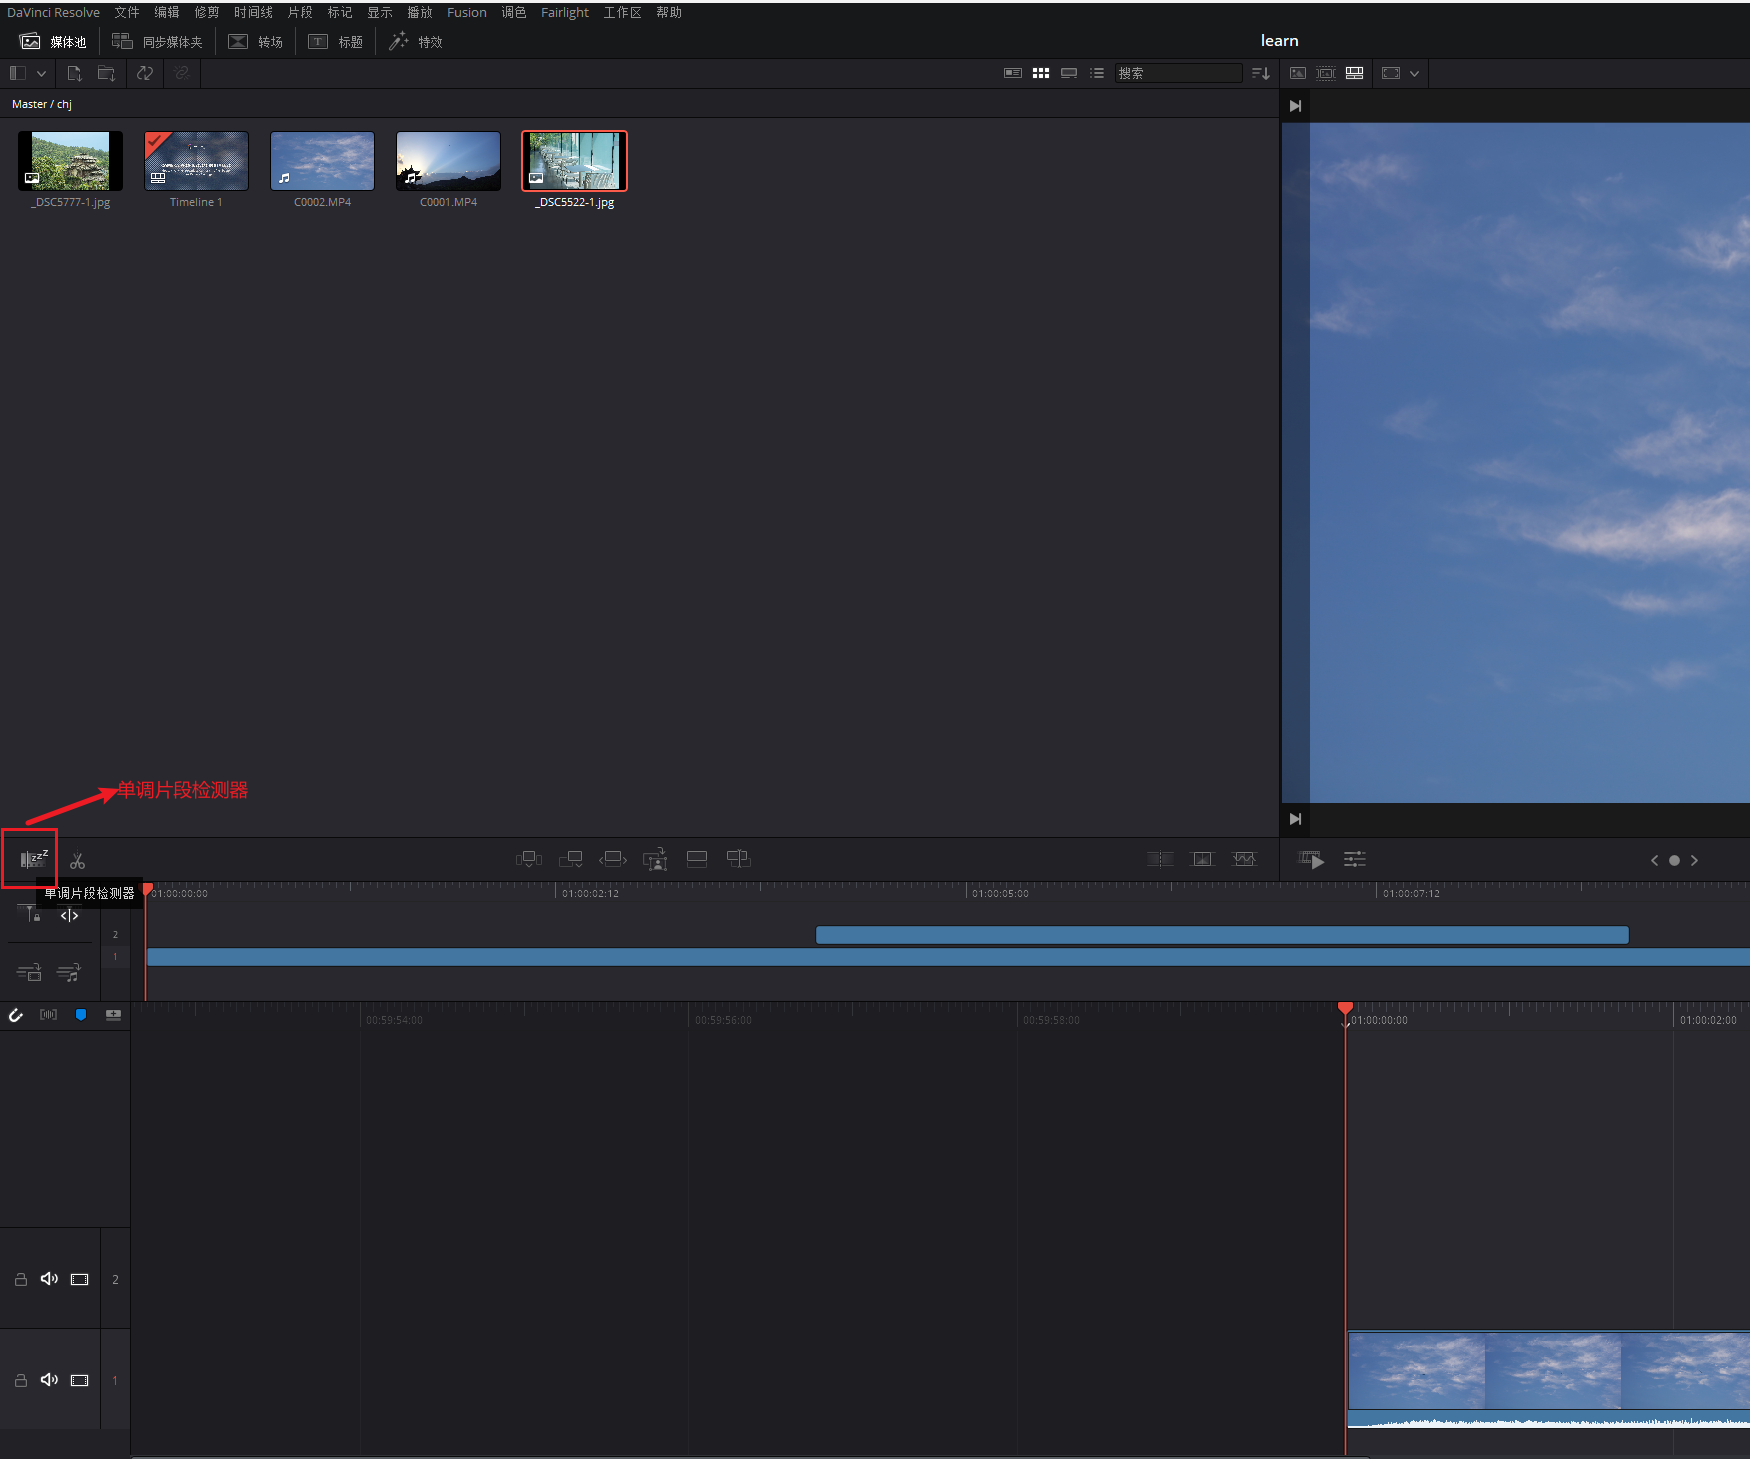 DaVinci Resolve 文件 编辑 修剪 时间线 片段 标记 显示 播放 Fusion 调色 Fairlight 工作区 帮助
媒体池 同步媒体夹 转场 T 标题 特效 learn
搜索
Master / chj
_DSC5777-1.jpg Timeline 1 C0002.MP4 C0001.MP4 _DSC5522-1.jpg
单调片段检测器
zzZ
单调片段检测器 01:00:00:00 01:00:02:12 01:00:05:00 01:00:07:12
2
1
00:59:54:00 00:59:56:00 00:59:58:00 01:00:00:00 01:00:02:00
2
1